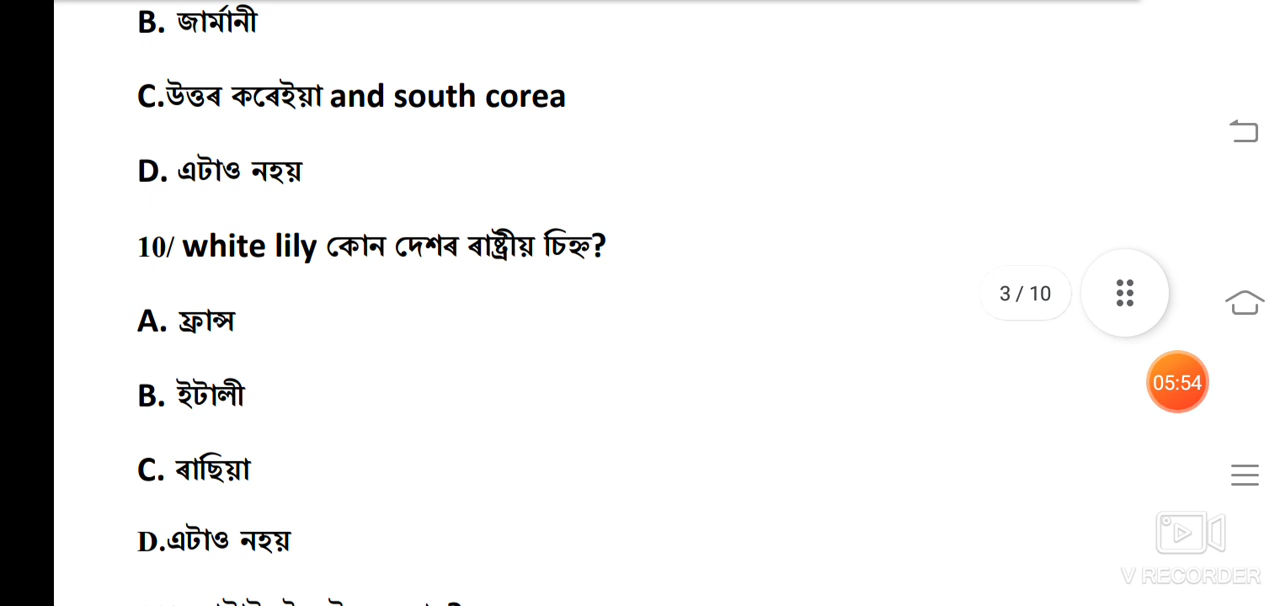 B. জাৰ্মানী
C.উত্তৰ কৰেইয়া and south corea
D. এটাও নহয়
10/ white lily কোন দেশৰ ৰাষ্ট্ৰীয় চিহ্ন?
A. ফ্ৰান্স
3 / 10
B. ইটালী
05:54
C. ৰাছিয়া
D.এটাও নহয়
V RECORDER